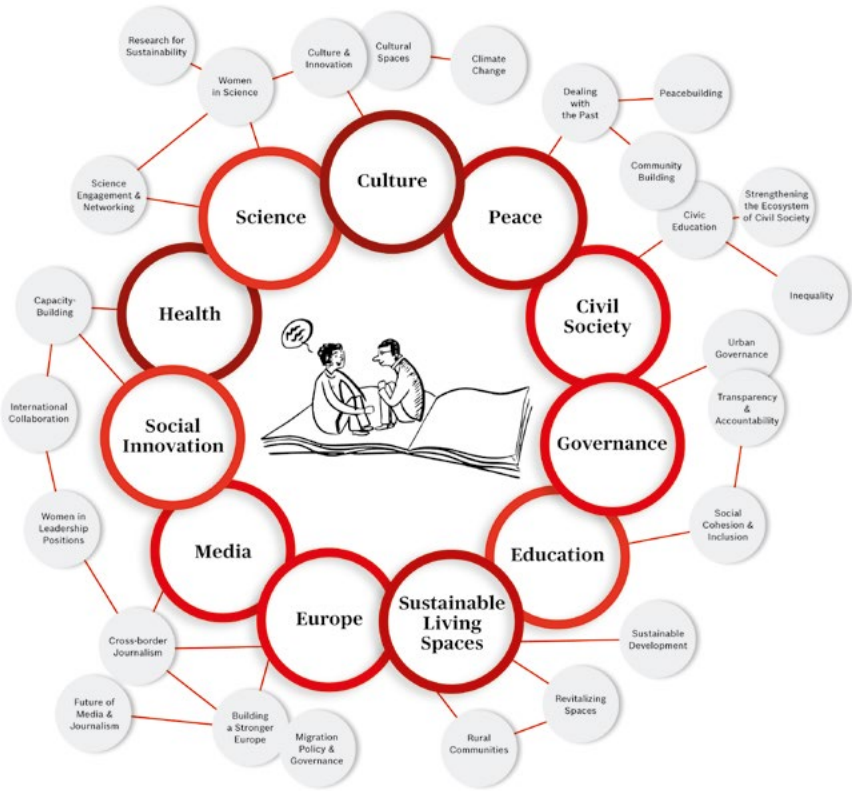 Research for
Sustainability
Women
in Science
Culture &
Innovation
Cultural
Spaces
Climate
Change
Dealing
with
the Past
Peacebuilding
Community
Building
Science
Engagement &
Networking
Civic
Education
Strengthening
the Ecosystem
of Civil Society
Inequality
Culture
Science
Peace
Health
Civil
Society
Capacity-
Building
Urban
Governance
International
Collaboration
Transparency
&
Accountability
Social
Innovation
Governance
Women in
Leadership
Positions
Social
Cohesion &
Inclusion
Media
Education
Europe
Sustainable
Living
Spaces
Cross-border
Journalism
Sustainable
Development
Future of
Media &
Journalism
Building
a Stronger
Europe
Migration
Policy &
Governance
Rural
Communities
Revitalizing
Spaces